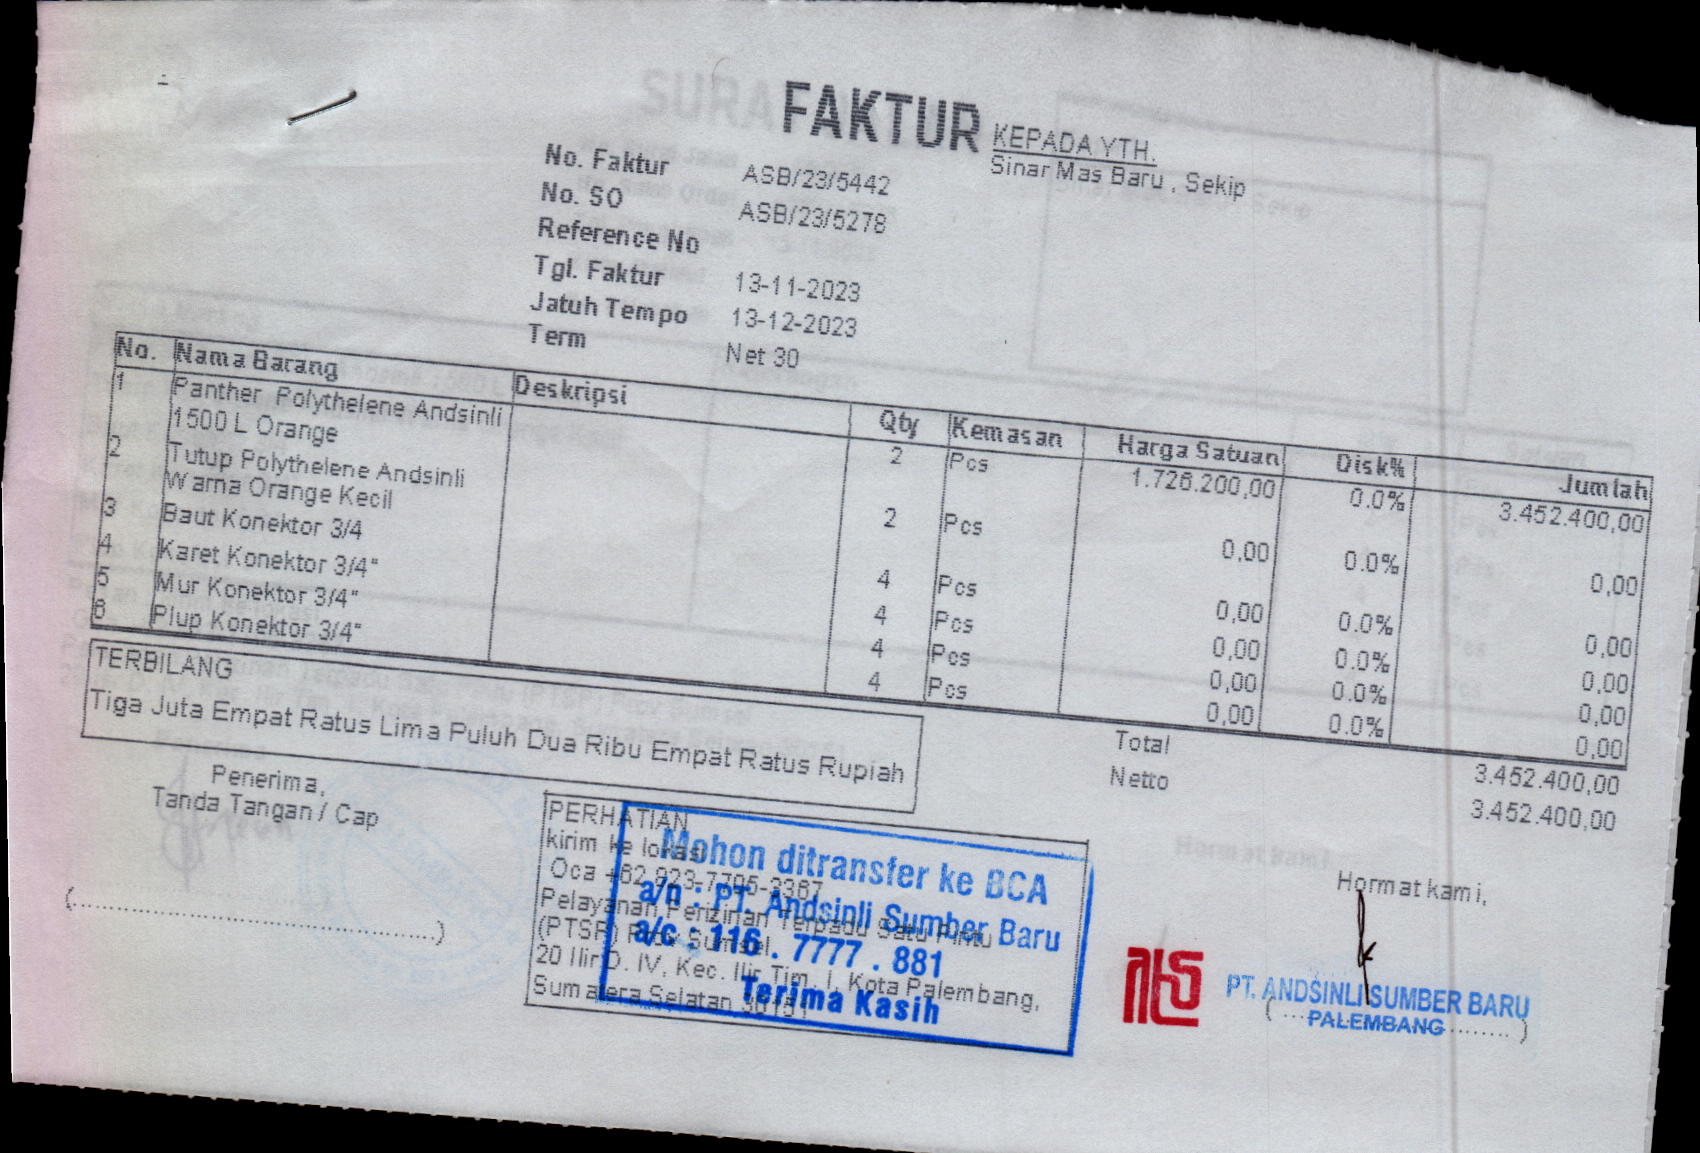 FAKTUR
KEPADA YTH.
Sinar Mas Baru , Sekip
No. Faktur ASB/23/5442
No. SO ASB/23/5278
Reference No
Tgl. Faktur 13-11-2023
Jatuh Tempo 13-12-2023
Term Net 30
No. Nama Barang Deskripsi Qty Kemasan Harga Satuan Disk% Jumlah
1 Panther Polythelene Andsinli 2 Pcs 1.726.200,00 0.0% 3.452.400,00
1500 L Orange
2 Tutup Polythelene Andsinli 2 Pcs 0,00 0.0% 0,00
Warna Orange Kecil
3 Baut Konektor 3/4 4 Pcs 0,00 0.0% 0,00
4 Karet Konektor 3/4" 4 Pcs 0,00 0.0% 0,00
5 Mur Konektor 3/4" 4 Pcs 0,00 0.0% 0,00
6 Plup Konektor 3/4" 4 Pcs 0,00 0.0% 0,00
TERBILANG
Tiga Juta Empat Ratus Lima Puluh Dua Ribu Empat Ratus Rupiah
Total 3.452.400,00
Netto 3.452.400,00
Penerima,
Tanda Tangan / Cap
(........................................)
PERHATIAN
kirim ke lokasi
Oca +62 823-7795-3367
Pelayanan Perizinan Terpadu Satu Pintu
(PTSP) Prov Sumsel.
20 Ilir D. IV, Kec. Ilir Tim. I, Kota Palembang,
Sumatera Selatan
Mohon ditransfer ke BCA
a/n : PT. Andsinli Sumber Baru
a/c : 116 . 7777 . 881
Terima Kasih
Hormat kami,
PT. ANDSINLI SUMBER BARU
PALEMBANG